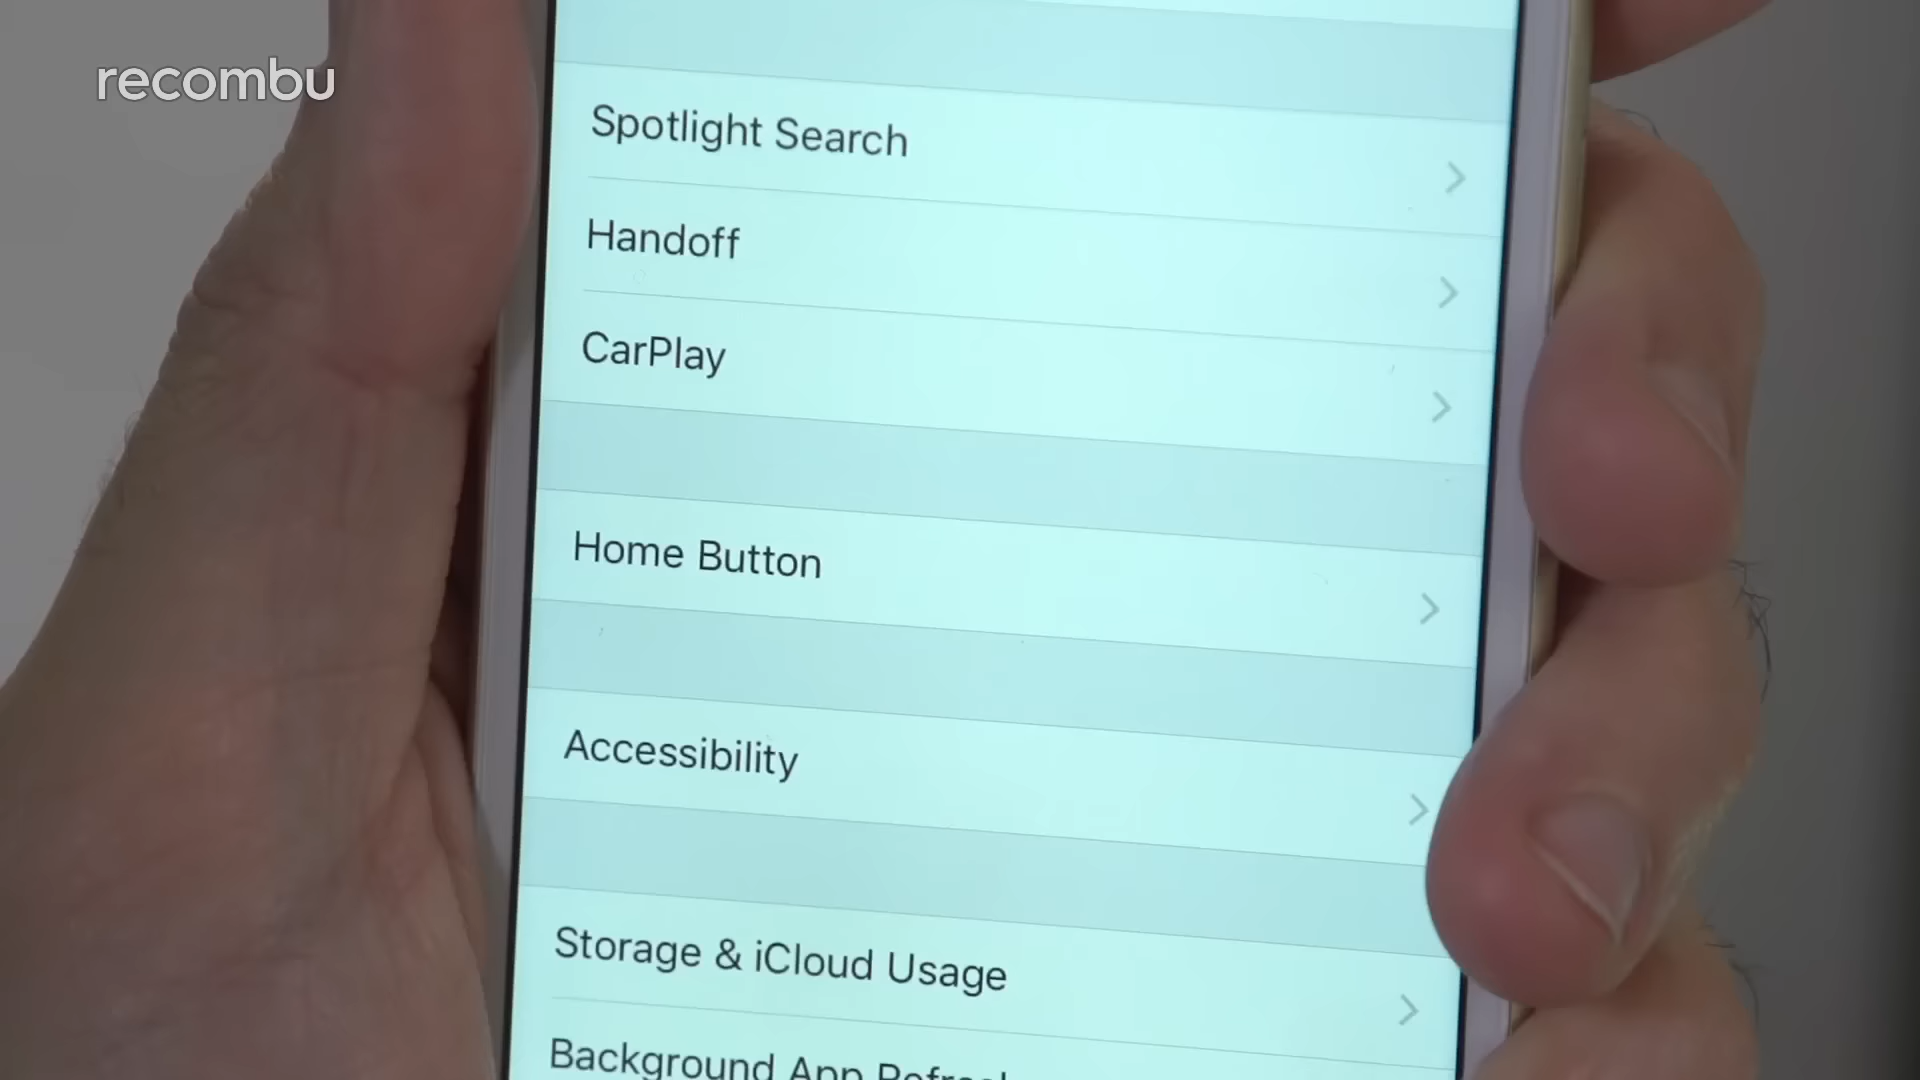 recombu
Spotlight Search
Handoff
CarPlay
Home Button
Accessibility
Storage & iCloud Usage
Background App Refresh